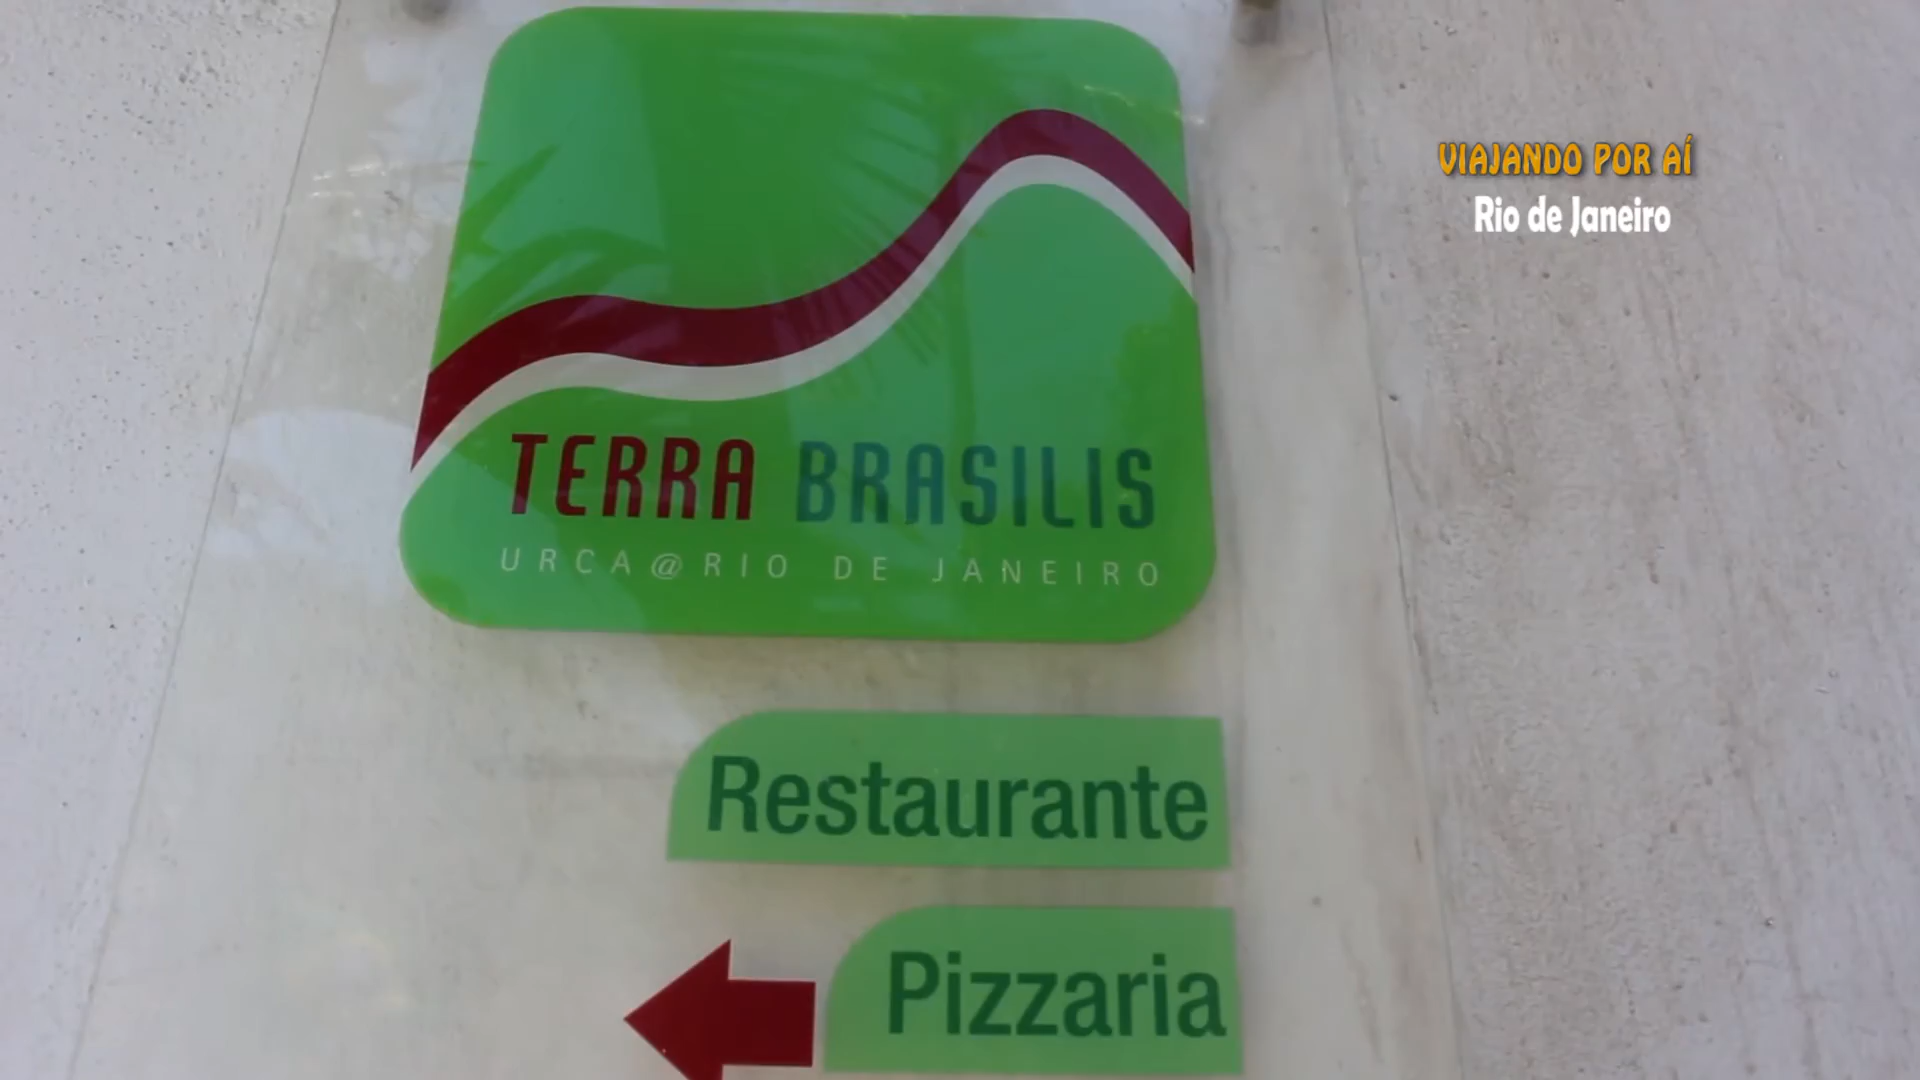 VIAJANDO POR AÍ
Rio de Janeiro
TERRA BRASILIS
URCA@RIO DE JANEIRO
Restaurante
Pizzaria